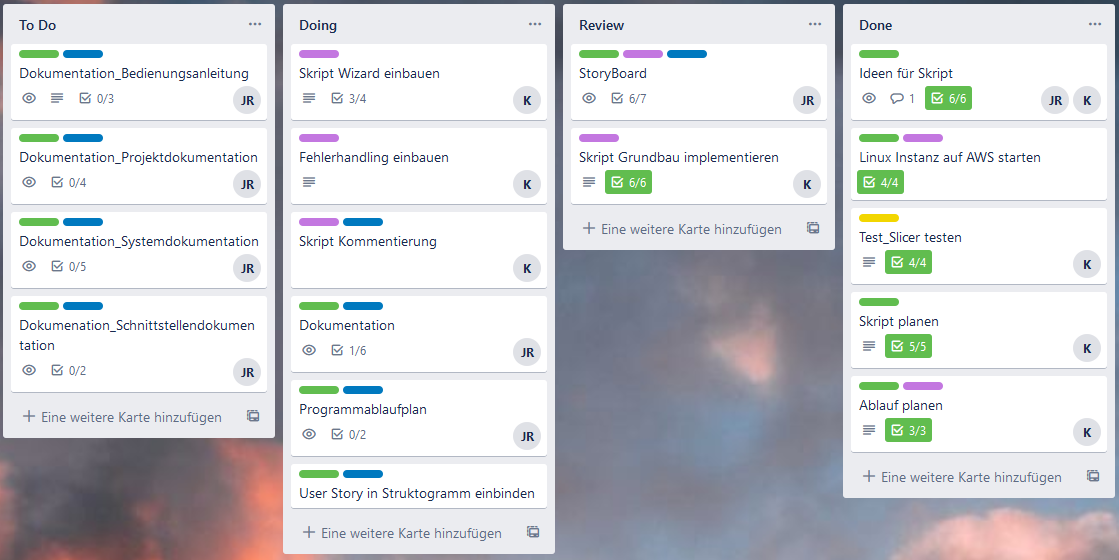 To Do
Dokumentation_Bedienungsanleitung
0/3
JR
Dokumentation_Projektdokumentation
0/4
JR
Dokumentation_Systemdokumentation
0/5
JR
Dokumenation_Schnittstellendokumen
tation
0/2
JR
Eine weitere Karte hinzufügen
Doing
Skript Wizard einbauen
3/4
K
Fehlerhandling einbauen
K
Skript Kommentierung
K
Dokumentation
1/6
JR
Programmablaufplan
0/2
JR
User Story in Struktogramm einbinden
Eine weitere Karte hinzufügen
Review
StoryBoard
6/7
JR
Skript Grundbau implementieren
6/6
K
Eine weitere Karte hinzufügen
Done
Ideen für Skript
1 6/6
JR K
Linux Instanz auf AWS starten
4/4
Test_Slicer testen
4/4
K
Skript planen
5/5
K
Ablauf planen
3/3
K
Eine weitere Karte hinzufügen